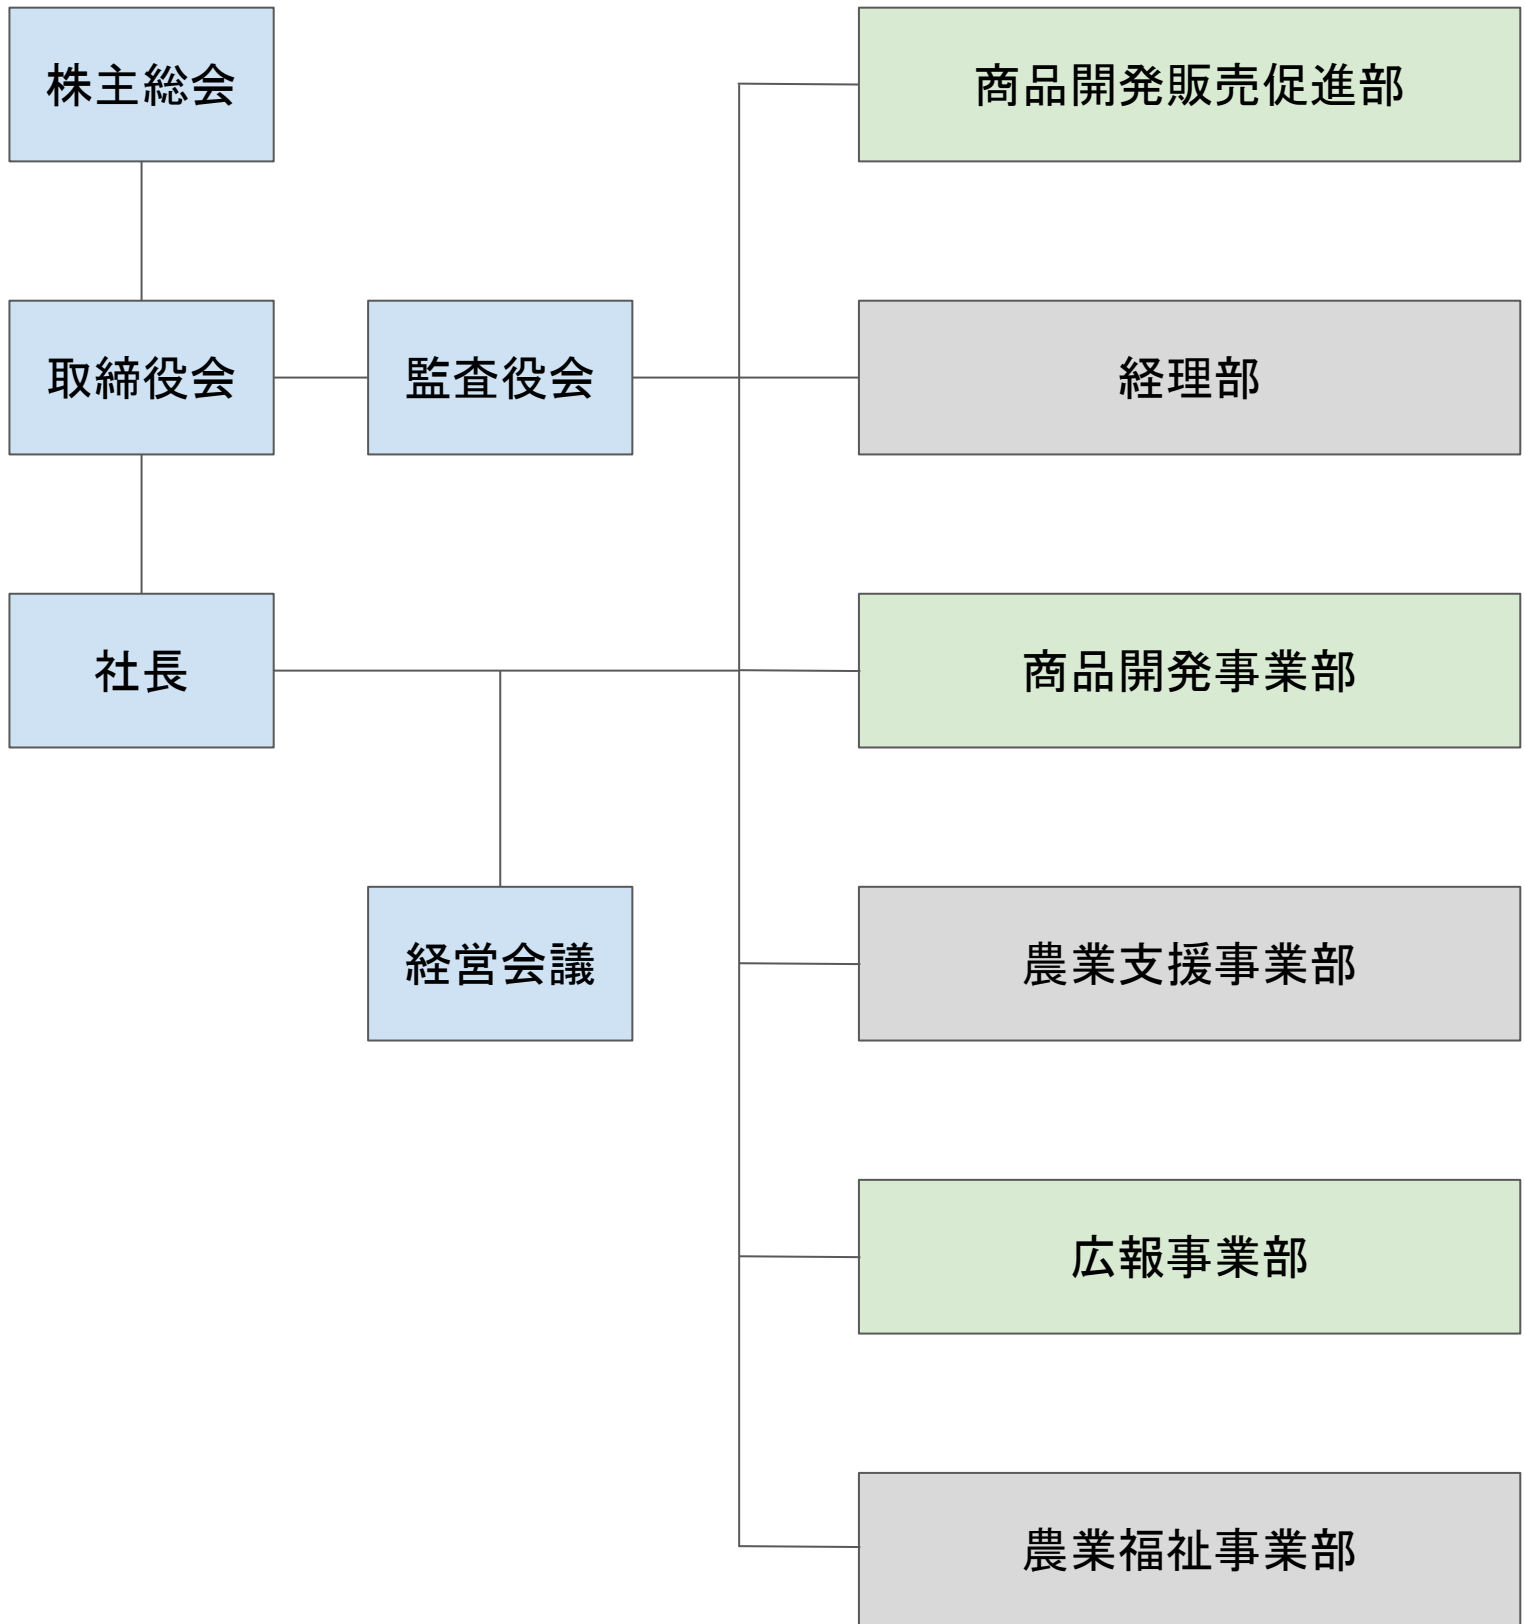 株主総会
取締役会
監査役会
社長
経営会議
商品開発販売促進部
経理部
商品開発事業部
農業支援事業部
広報事業部
農業福祉事業部